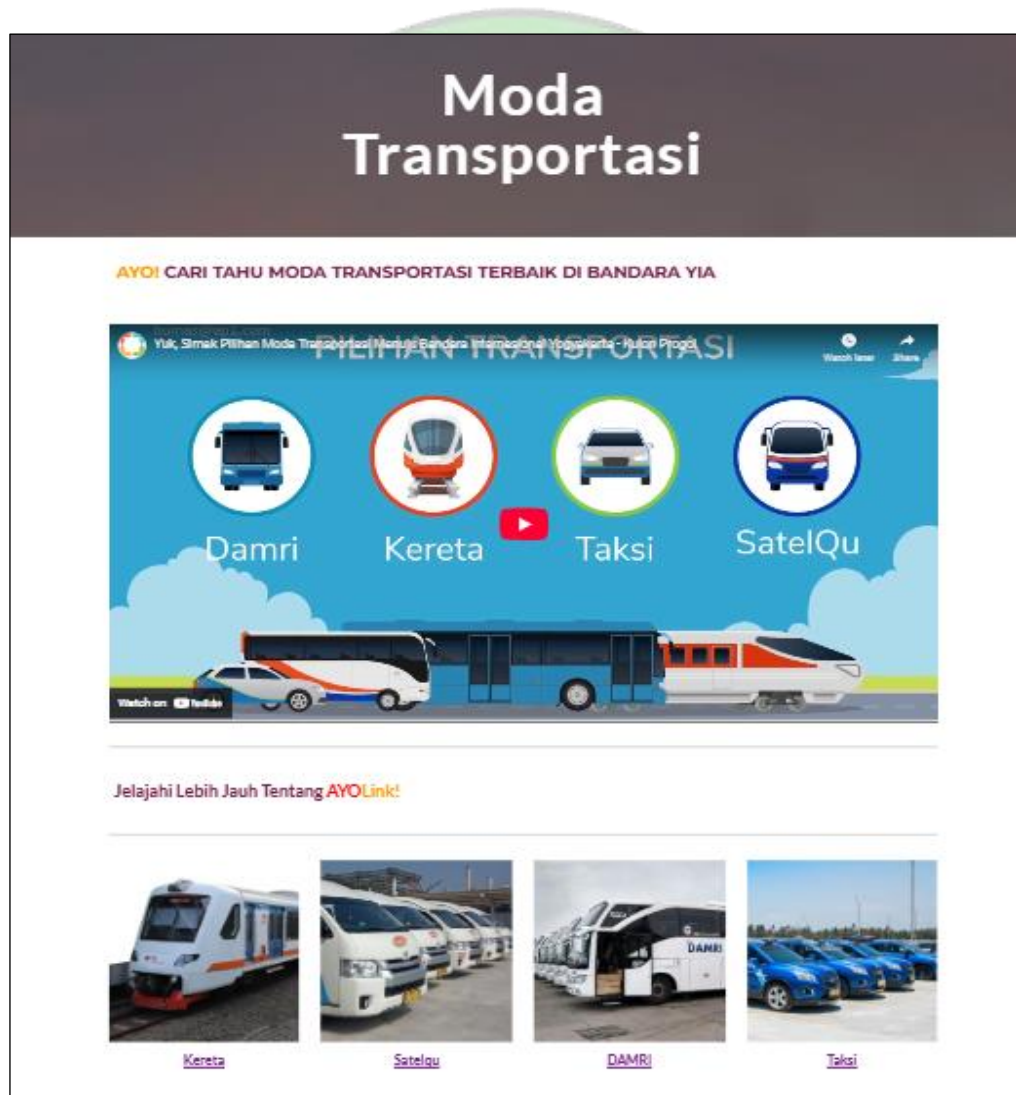 Moda
Transportasi
AYO! CARI TAHU MODA TRANSPORTASI TERBAIK DI BANDARA YIA
PILIHAN TRANSPORTASI
Yuk, Simak Pilihan Moda Transportasi Menuju Bandara Internasional Yogyakarta - Kulon Progo!
Watch later
Share
Damri
Kereta
Taksi
SatelQu
Watch on YouTube
Jelajahi Lebih Jauh Tentang AYOLink!
DAMRI
Kereta
Satelqu
DAMRI
Taksi